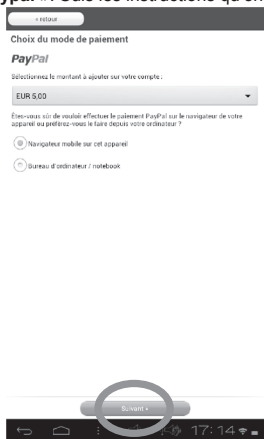 « retour
Choix du mode de paiement
PayPal
Sélectionnez le montant à ajouter sur votre compte :
EUR 5,00
Êtes-vous sûr de vouloir effectuer le paiement PayPal sur le navigateur de votre
appareil ou préférez-vous le faire depuis votre ordinateur ?
Navigateur mobile sur cet appareil
Bureau d'ordinateur / notebook
Suivant »
17:14